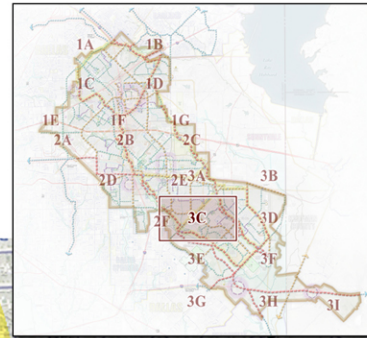 1A 1B
1C 1D
1E 1F 1G
2A 2B 2C
2D 2E 3A 3B
2F 3C 3D
3E 3F
3G 3H 3I